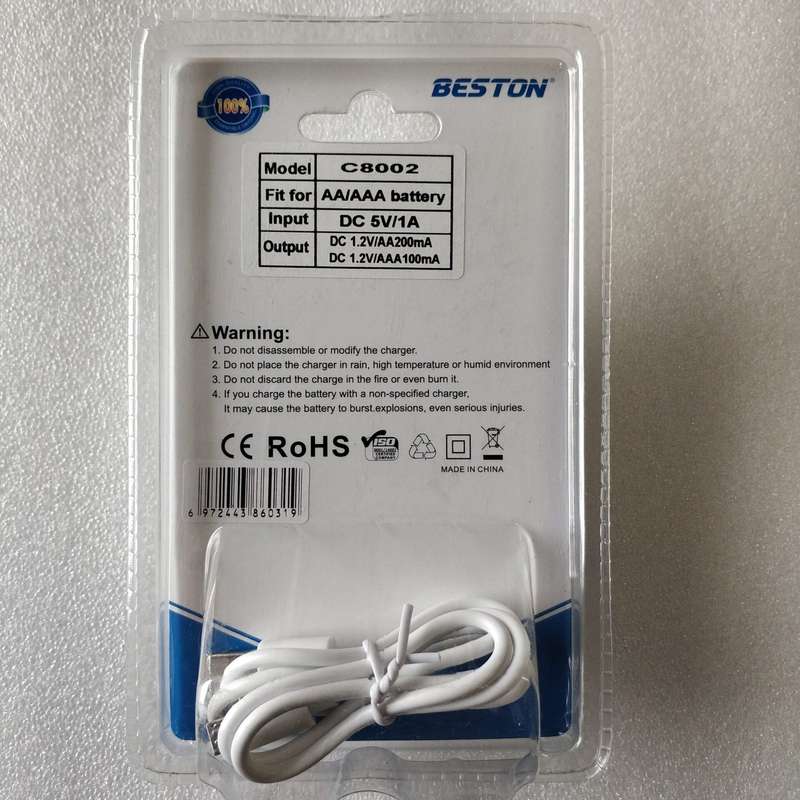 BESTON®
100%
Model C8002
Fit for AA/AAA battery
Input DC 5V/1A
Output DC 1.2V/AA200mA
DC 1.2V/AAA100mA
Warning:
1. Do not disassemble or modify the charger.
2. Do not place the charger in rain, high temperature or humid environment
3. Do not discard the charge in the fire or even burn it.
4. If you charge the battery with a non-specified charger,
It may cause the battery to burst.explosions, even serious injuries.
CE RoHS ISO
MADE IN CHINA
6 972443 860319